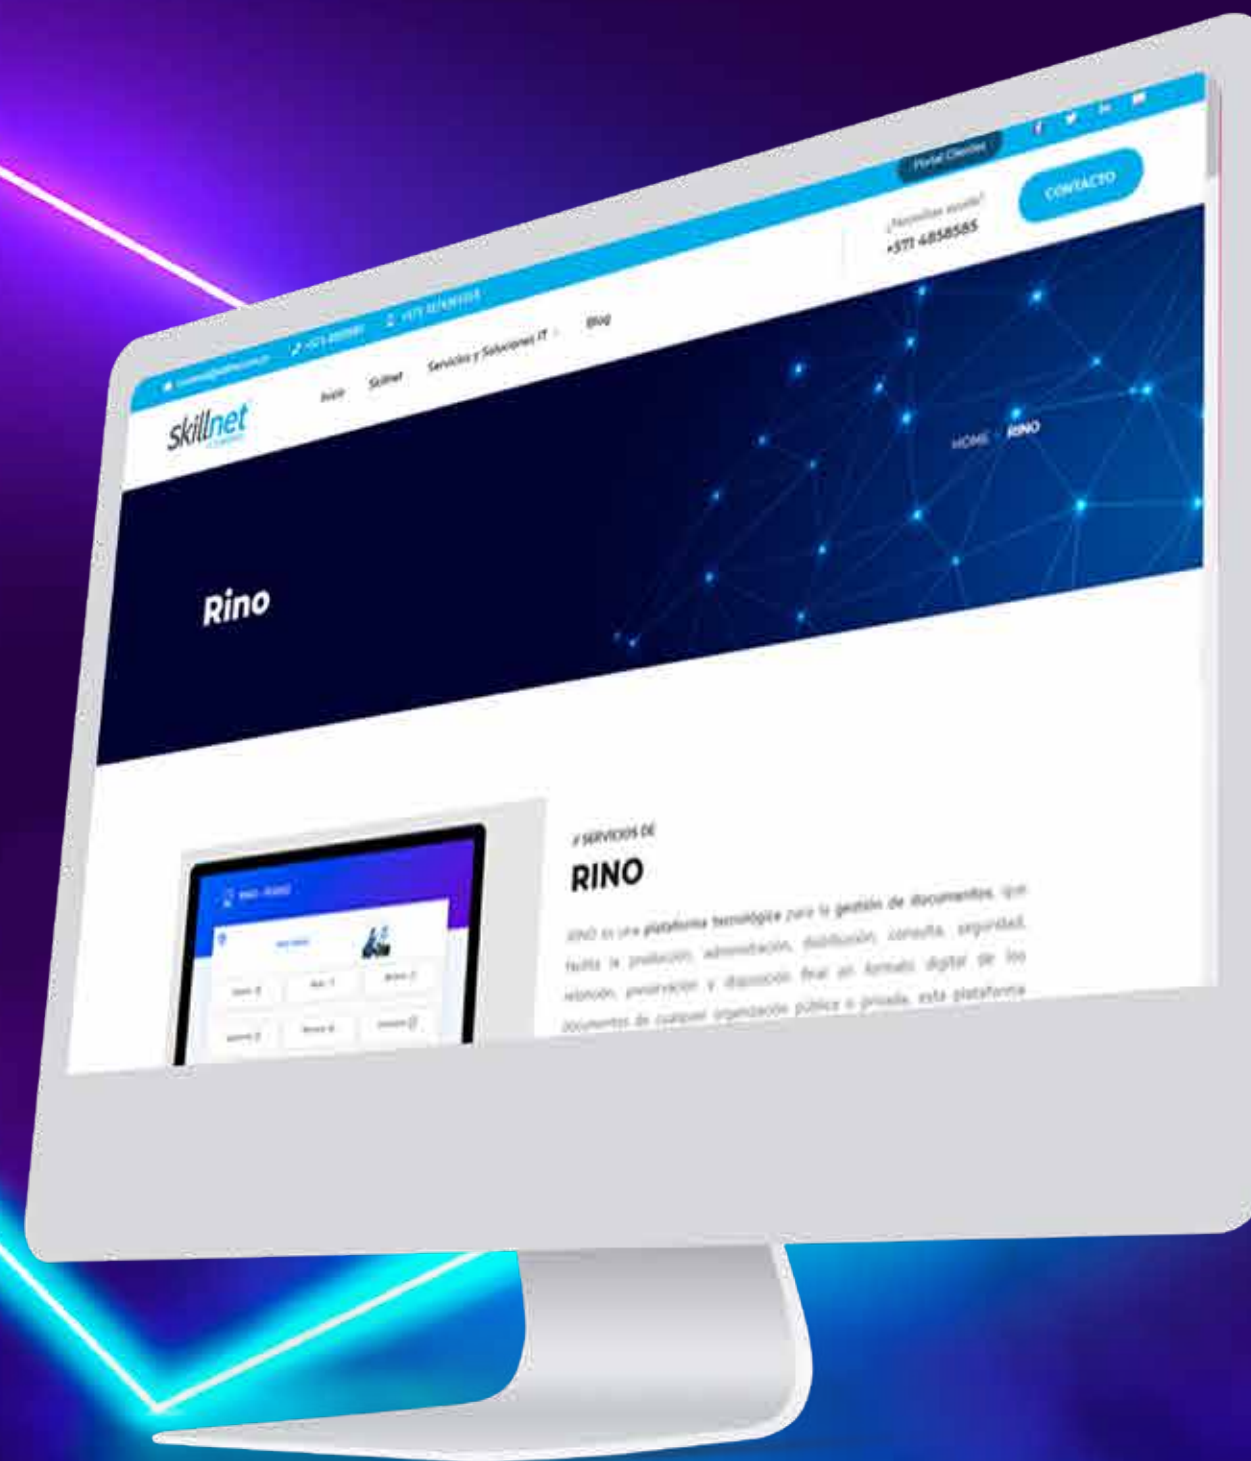 Portal Clientes
¿Necesitas ayuda?
+571 4858585
CONTACTO
skillnet
Inicio Skillnet Servicios y Soluciones IT Blog
HOME RINO
Rino
// SERVICIOS DE
RINO
RINO es una plataforma tecnológica para la gestión de documentos, que
facilita la producción, administración, distribución, consulta, seguridad,
retención, preservación y disposición final en formato digital de los
documentos de cualquier organización pública o privada, esta plataforma